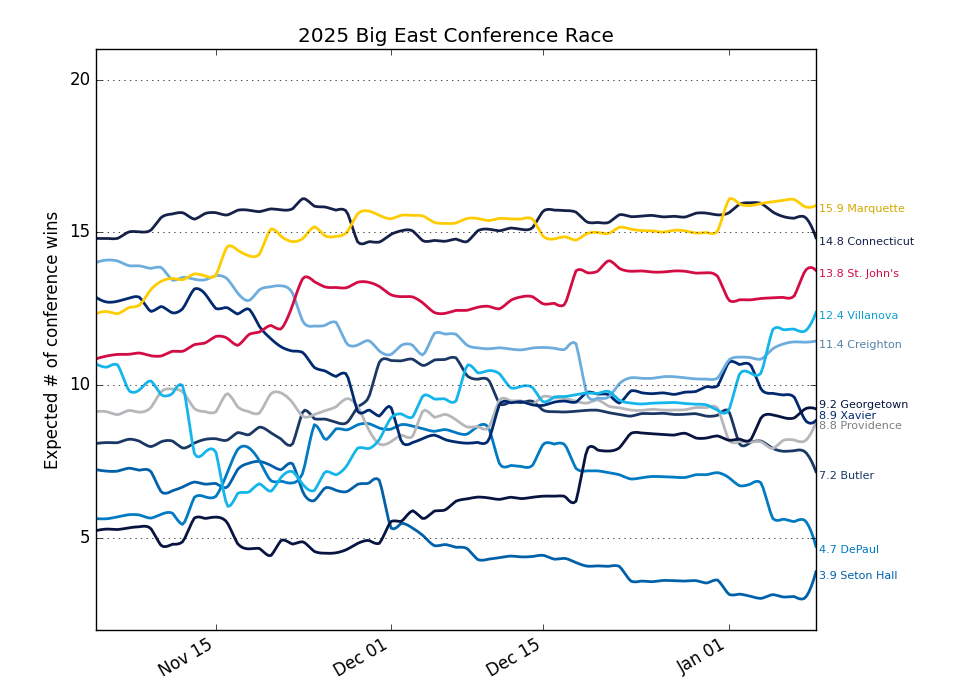 2025 Big East Conference Race
Expected # of conference wins
20
15
10
5
Nov 15
Dec 01
Dec 15
Jan 01
15.9 Marquette
14.8 Connecticut
13.8 St. John's
12.4 Villanova
11.4 Creighton
9.2 Georgetown
8.9 Xavier
8.8 Providence
7.2 Butler
4.7 DePaul
3.9 Seton Hall